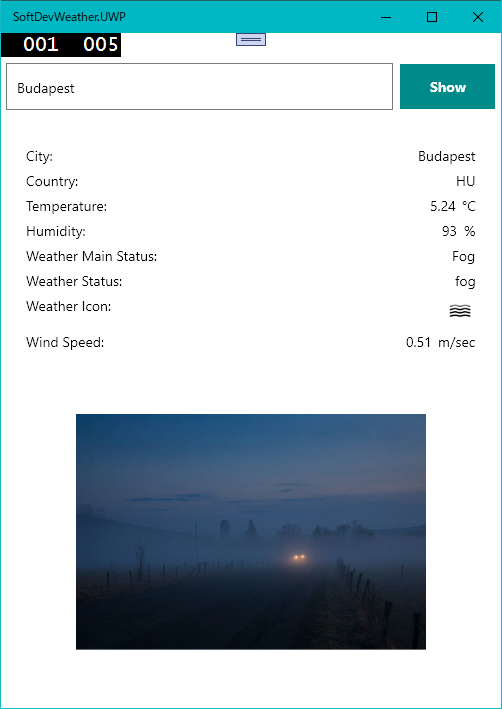 SoftDevWeather.UWP
001 005
Budapest Show
City: Budapest
Country: HU
Temperature: 5.24 °C
Humidity: 93 %
Weather Main Status: Fog
Weather Status: fog
Weather Icon:
Wind Speed: 0.51 m/sec